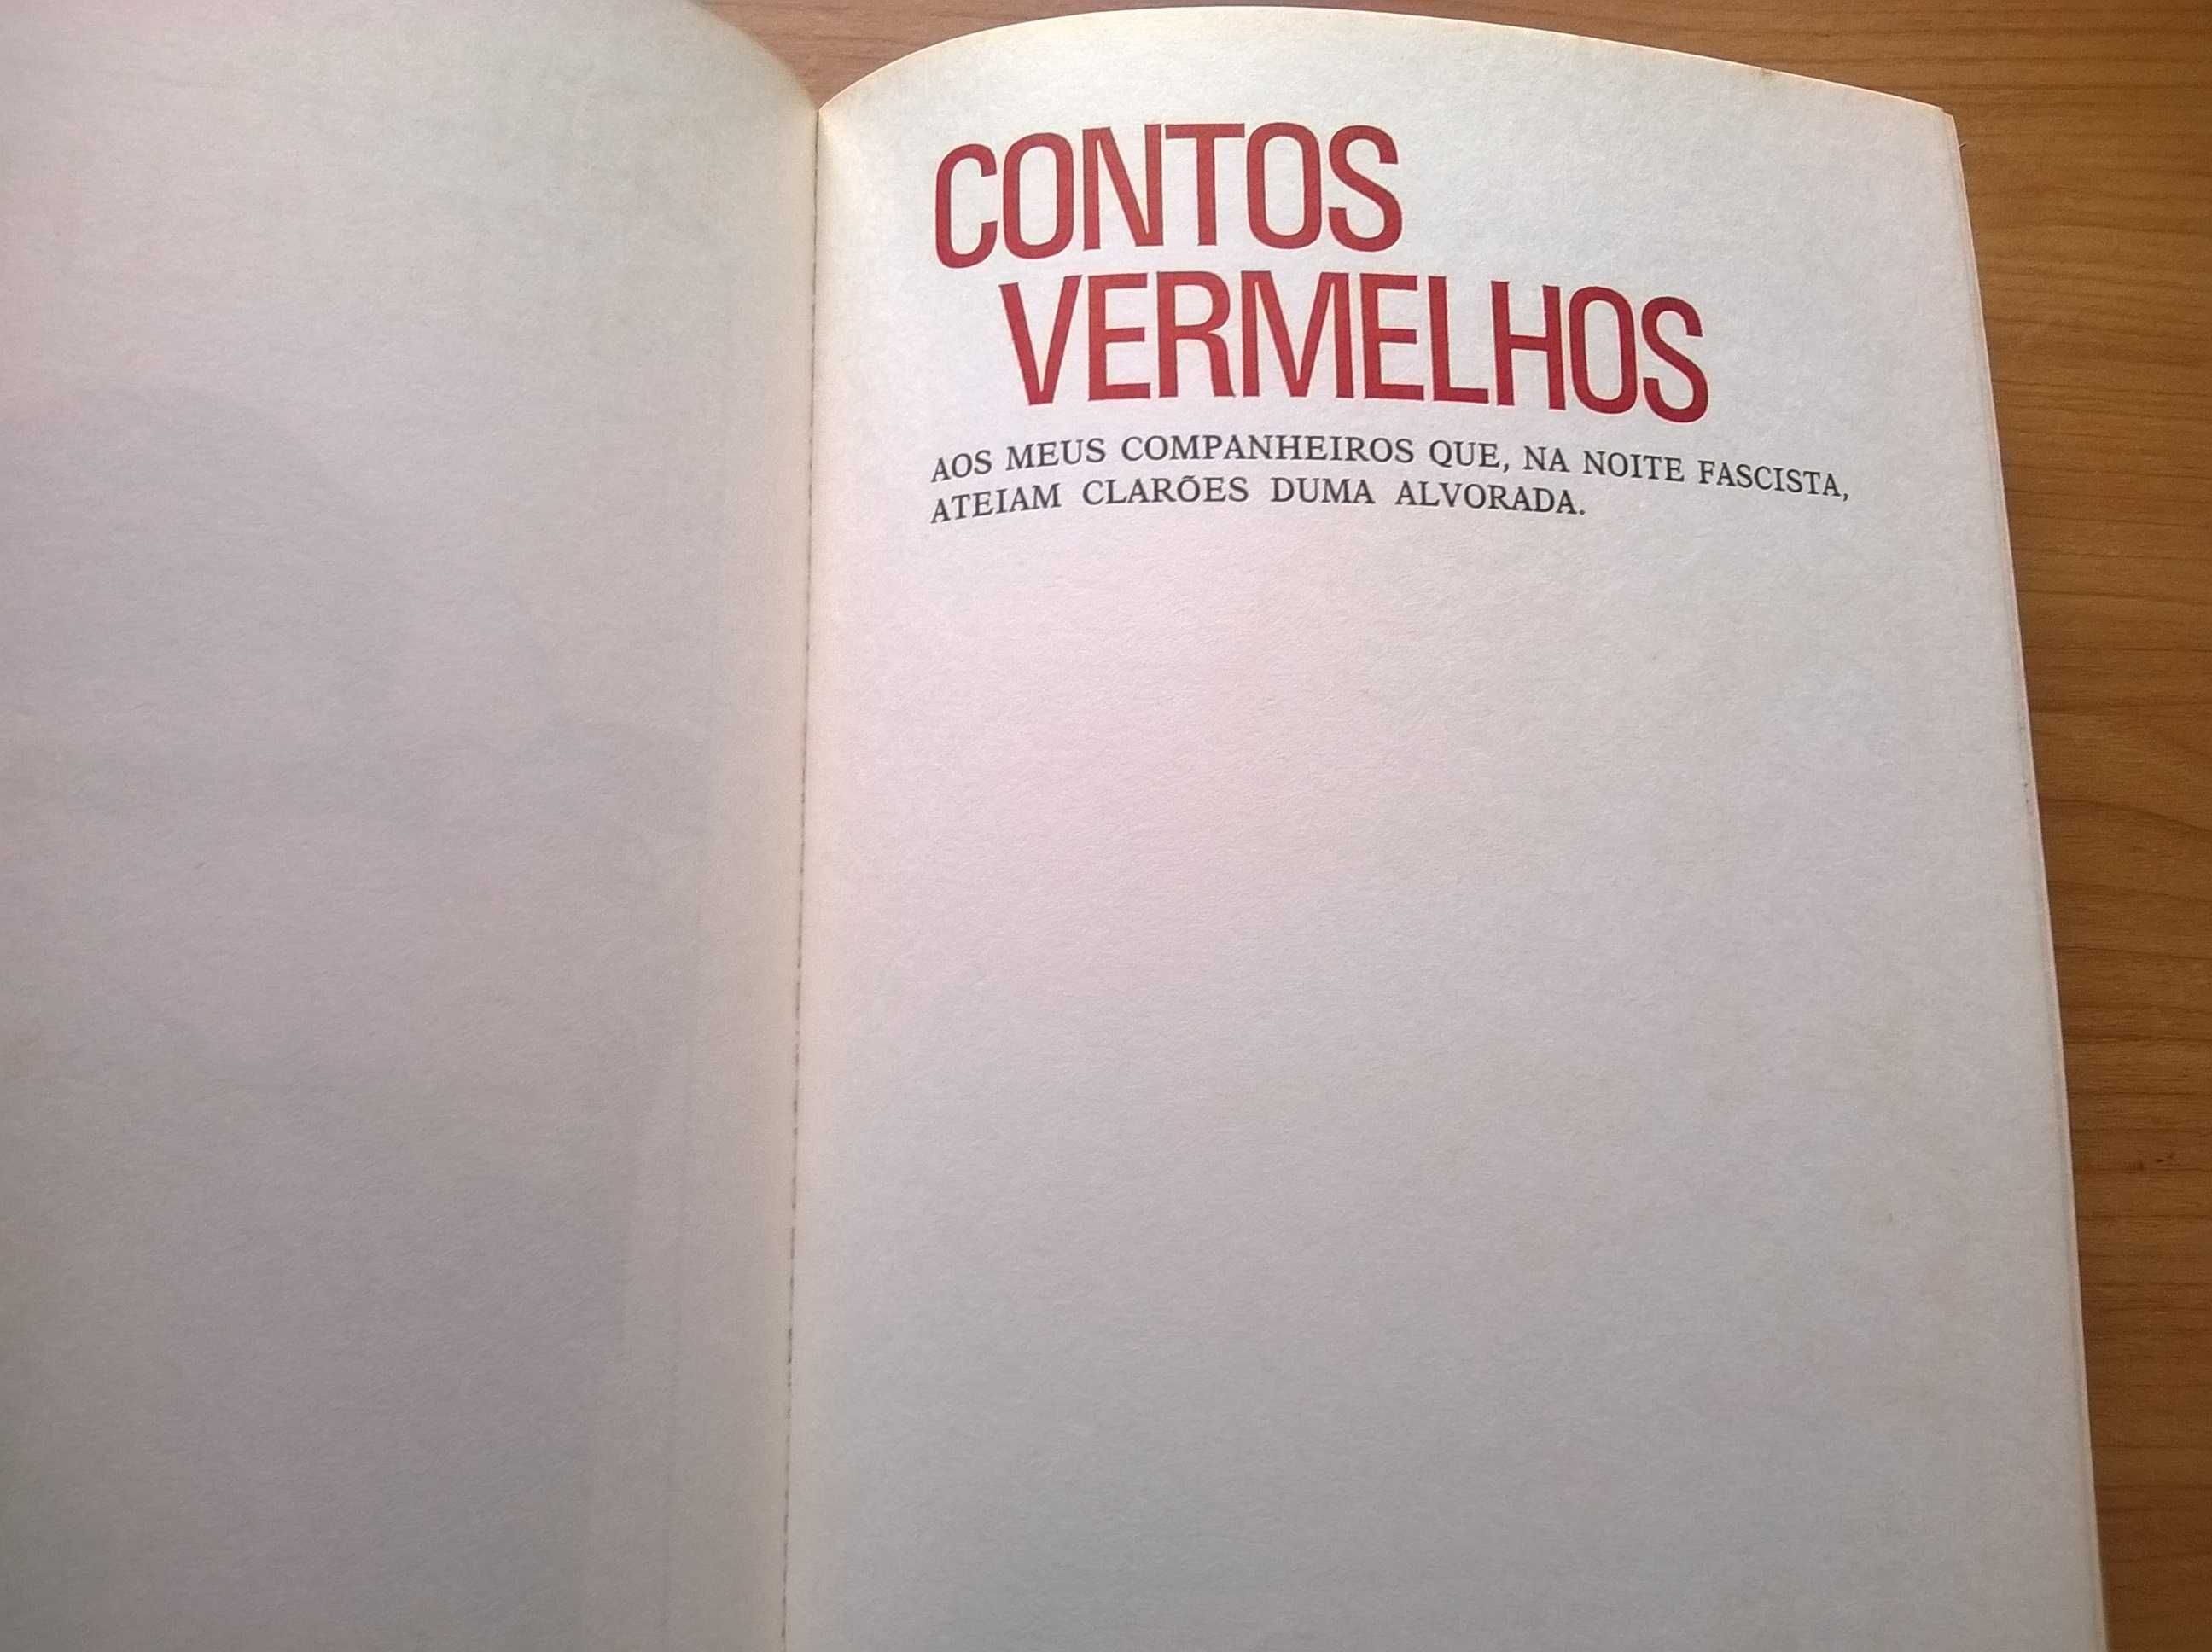 CONTOS
VERMELHOS
AOS MEUS COMPANHEIROS QUE, NA NOITE FASCISTA,
ATEIAM CLARÕES DUMA ALVORADA.